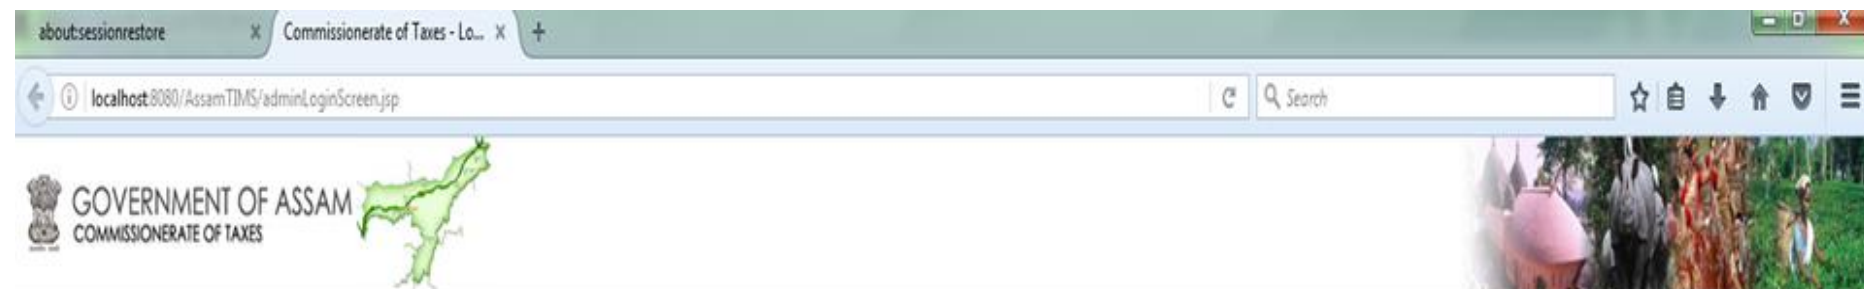 about:sessionrestore
Commissionerate of Taxes - Lo...
localhost:8080/AssamTIMS/adminLoginScreen.jsp
Search
GOVERNMENT OF ASSAM
COMMISSIONERATE OF TAXES